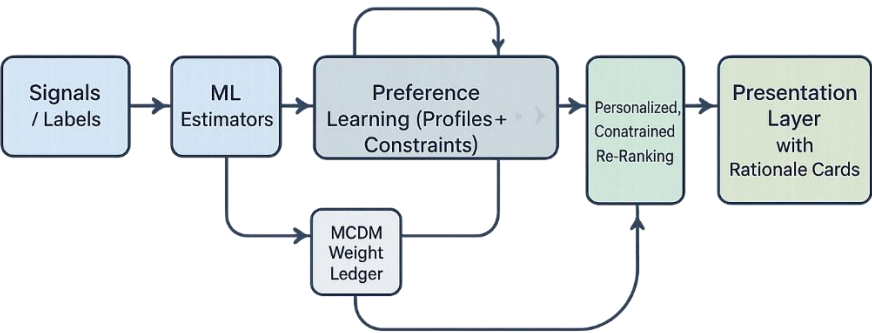 Signals
/ Labels
ML
Estimators
Preference
Learning (Profiles+
Constraints)
Personalized,
Conatrained
Re-Ranking
Presentation
Layer
with
Rationale Cards
MCDM
Weight
Ledger